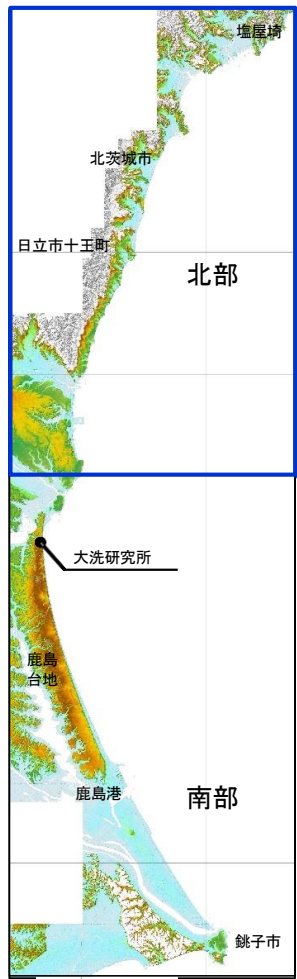 塩屋埼
北茨城市
日立市十王町
北部
大洗研究所
鹿島
台地
鹿島港
南部
銚子市